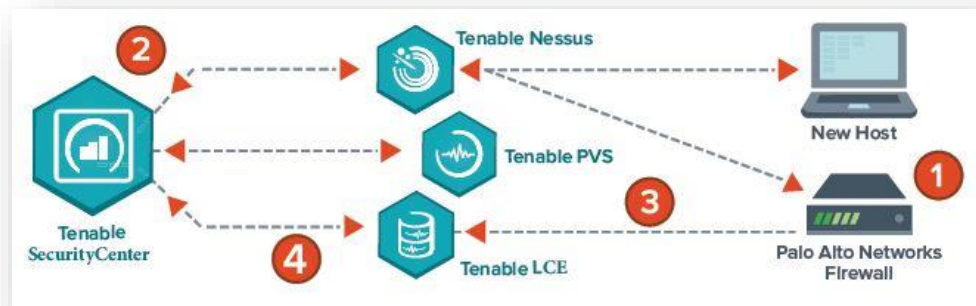 2
Tenable Nessus
New Host
Tenable PVS
1
Tenable
SecurityCenter
3
4
Tenable LCE
Palo Alto Networks
Firewall